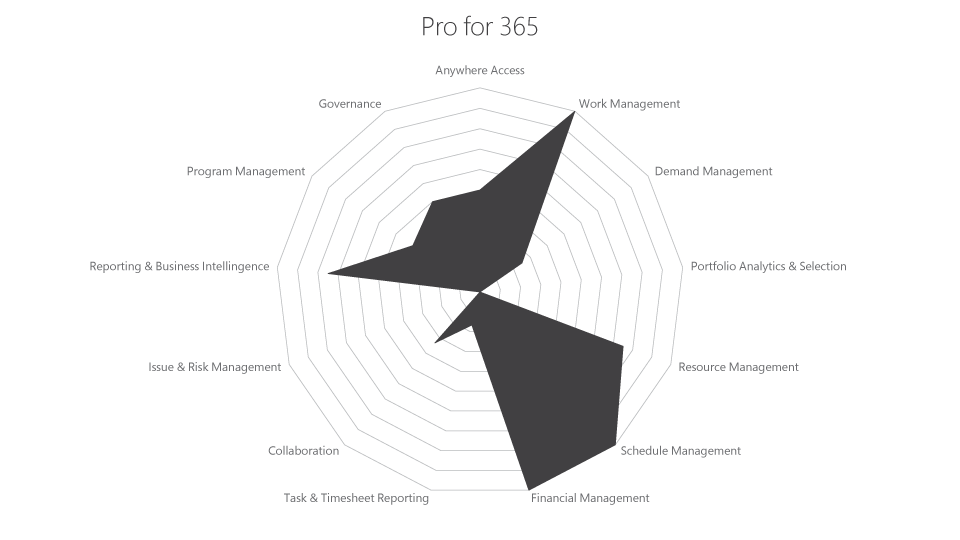 Pro for 365
Anywhere Access
Governance
Work Management
Program Management
Demand Management
Reporting & Business Intellingence
Portfolio Analytics & Selection
Issue & Risk Management
Resource Management
Collaboration
Schedule Management
Task & Timesheet Reporting
Financial Management